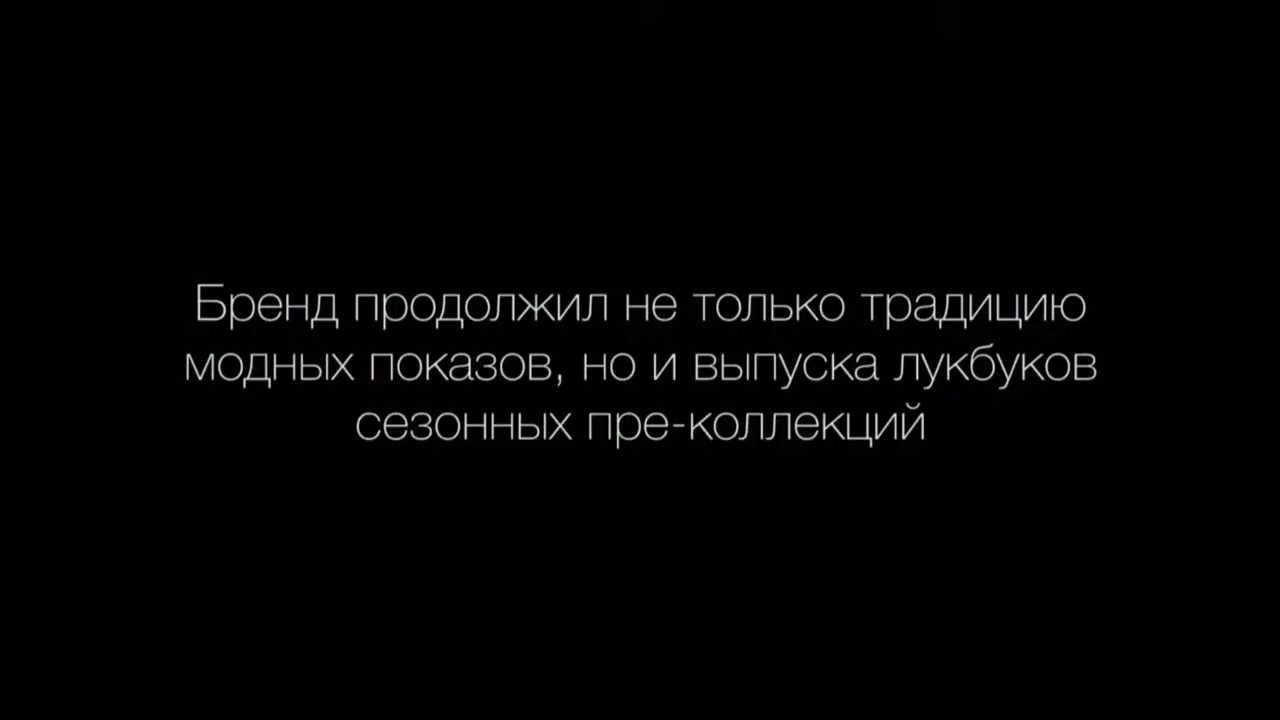 Бренд продолжил не только традицию
модных показов, но и выпуска лукбуков
сезонных пре-коллекций